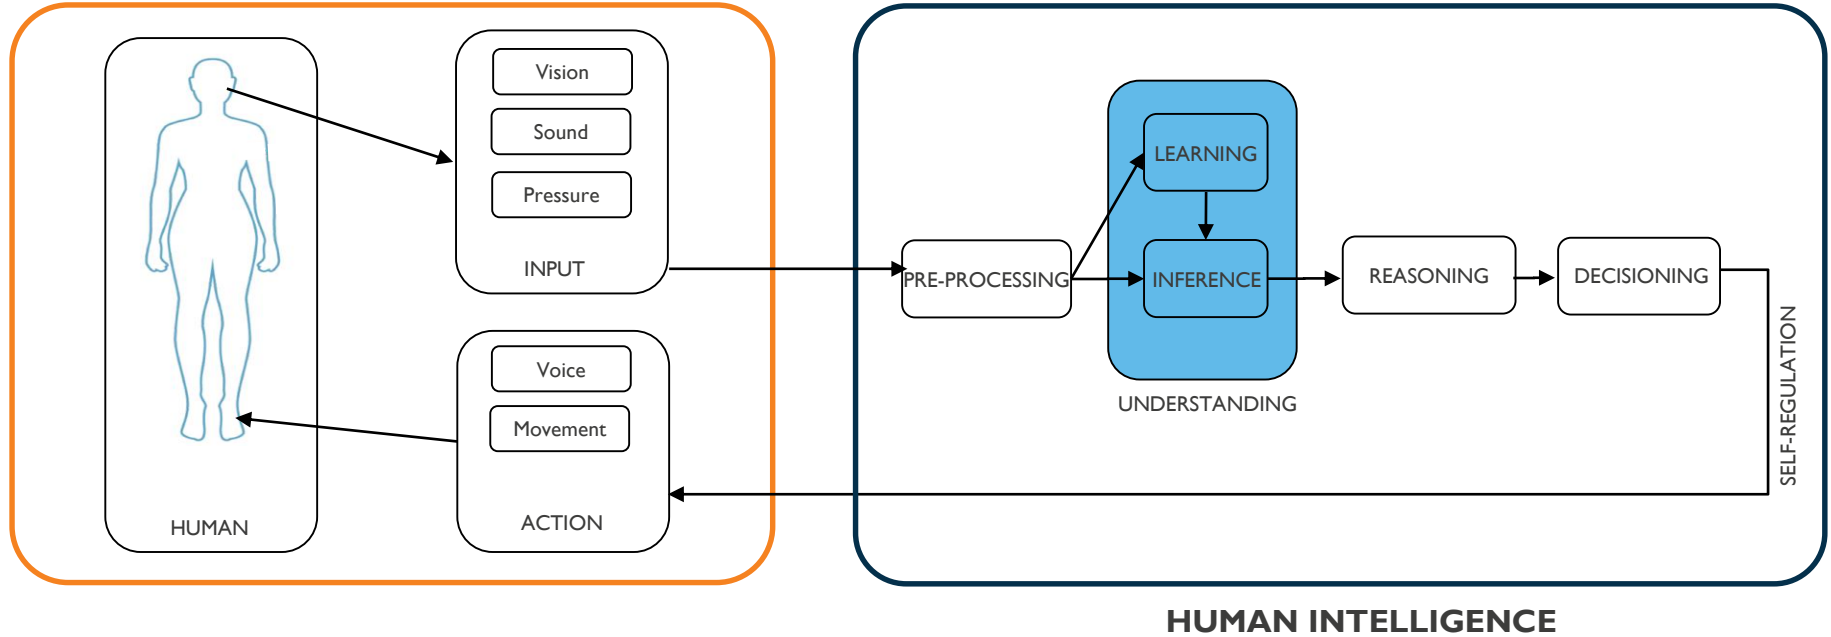 Vision
Sound
Pressure
INPUT
Voice
Movement
ACTION
HUMAN
PRE-PROCESSING
LEARNING
INFERENCE
UNDERSTANDING
REASONING
DECISIONING
SELF-REGULATION
HUMAN INTELLIGENCE